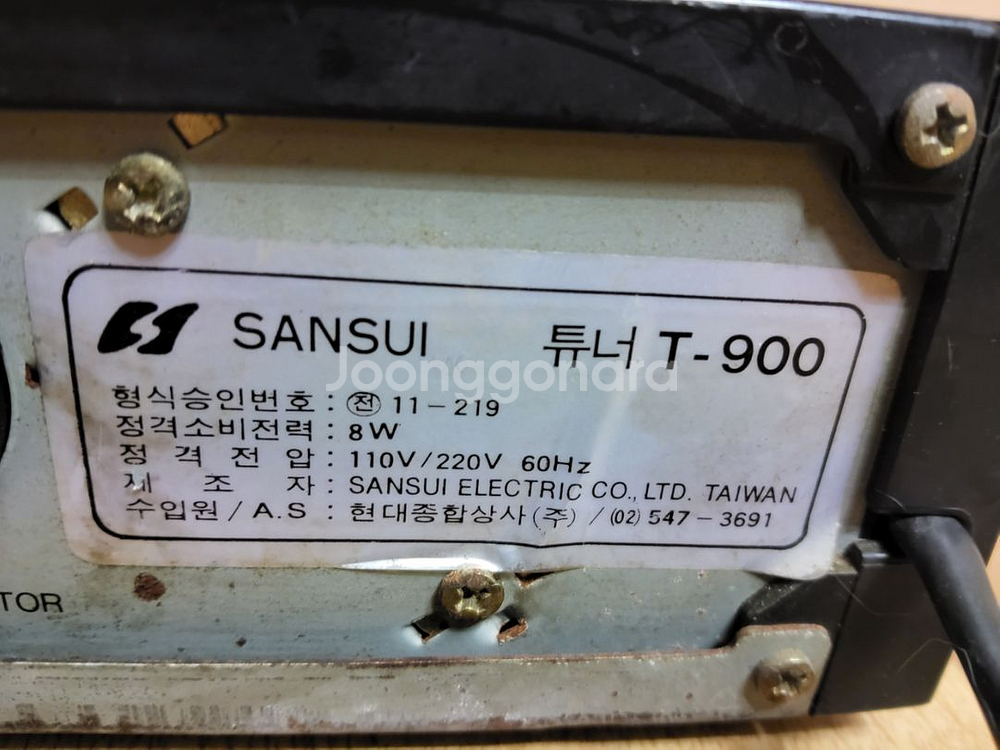 SANSUI 튜너 T-900
Joonggonara
형식승인번호 : 전 11-219
정격소비전력 : 8W
정격전압 : 110V/220V 60Hz
제조자 : SANSUI ELECTRIC CO., LTD. TAIWAN
수입원/A.S : 현대종합상사(주) / (02) 547-3691
TOR